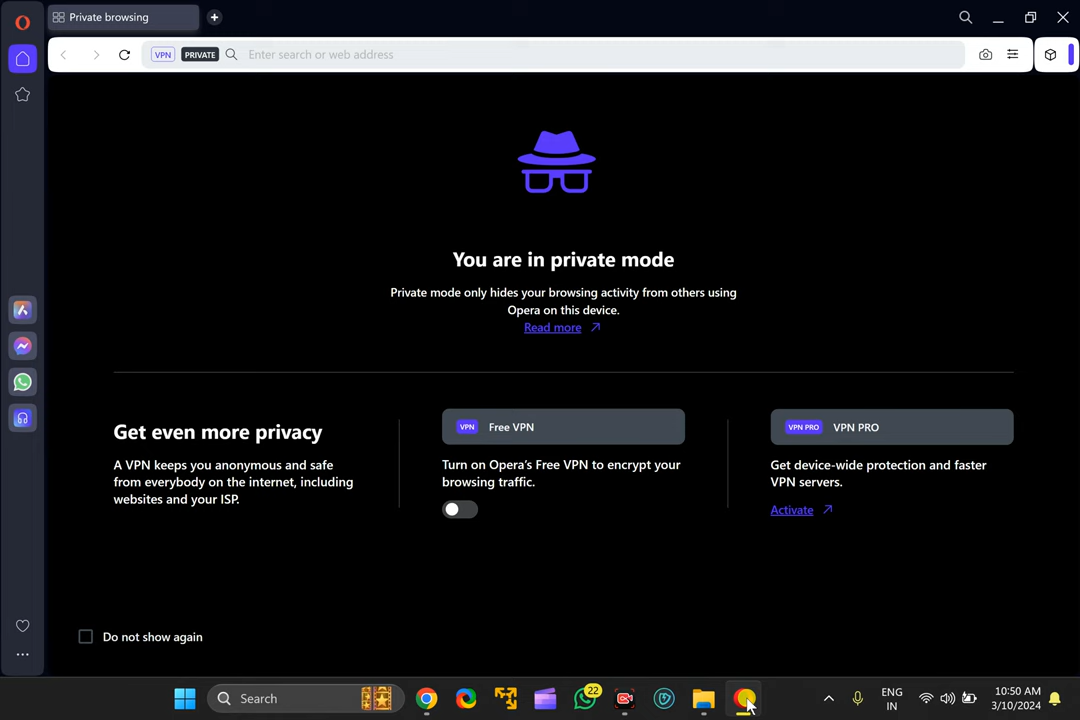 Private browsing
VPN PRIVATE Enter search or web address
You are in private mode
Private mode only hides your browsing activity from others using
Opera on this device.
Read more
Get even more privacy
A VPN keeps you anonymous and safe
from everybody on the internet, including
websites and your ISP.
VPN Free VPN
Turn on Opera's Free VPN to encrypt your
browsing traffic.
VPN PRO VPN PRO
Get device-wide protection and faster
VPN servers.
Activate
Do not show again
Search
22
ENG
IN
10:50 AM
3/10/2024